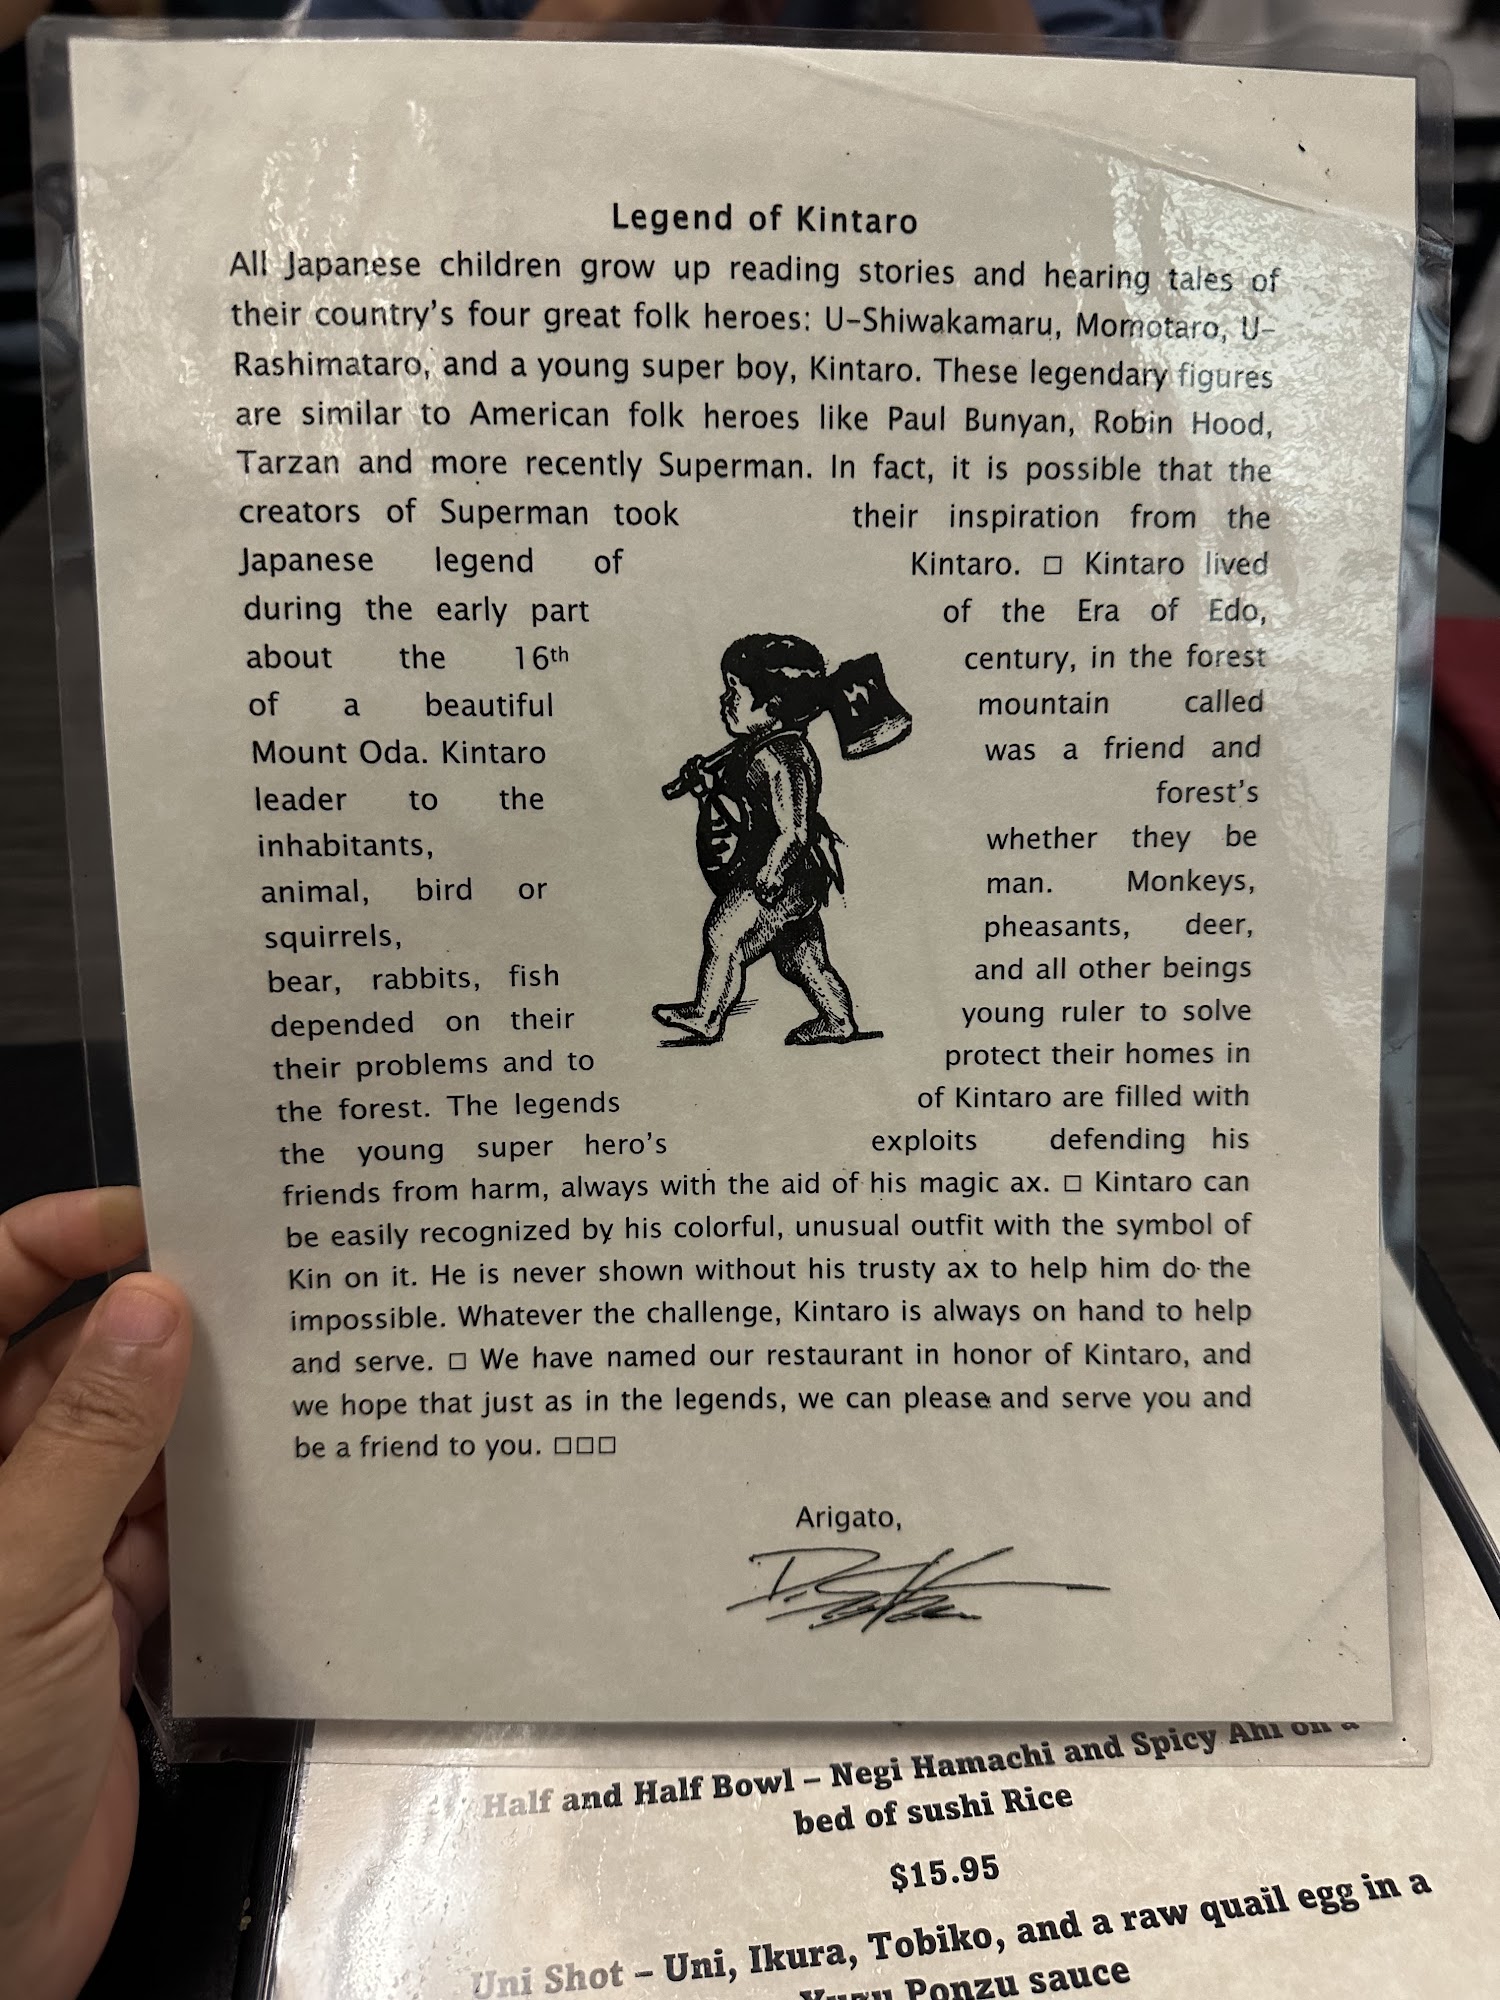 Legend of Kintaro
All Japanese children grow up reading stories and hearing tales of
their country's four great folk heroes: U-Shiwakamaru, Momotaro, U-
Rashimataro, and a young super boy, Kintaro. These legendary figures
are similar to American folk heroes like Paul Bunyan, Robin Hood,
Tarzan and more recently Superman. In fact, it is possible that the
creators of Superman took their inspiration from the
Japanese legend of Kintaro. □ Kintaro lived
during the early part of the Era of Edo,
about the 16th century, in the forest
of a beautiful mountain called
Mount Oda. Kintaro was a friend and
leader to the forest's
inhabitants, whether they be
animal, bird or man. Monkeys,
squirrels, pheasants, deer,
bear, rabbits, fish and all other beings
depended on their young ruler to solve
their problems and to protect their homes in
the forest. The legends of Kintaro are filled with
the young super hero's exploits defending his
friends from harm, always with the aid of his magic ax. □ Kintaro can
be easily recognized by his colorful, unusual outfit with the symbol of
Kin on it. He is never shown without his trusty ax to help him do the
impossible. Whatever the challenge, Kintaro is always on hand to help
and serve. □ We have named our restaurant in honor of Kintaro, and
we hope that just as in the legends, we can please and serve you and
be a friend to you. □□□
Arigato,
Half and Half Bowl – Negi Hamachi and Spicy Ahi on a
bed of sushi Rice
$15.95
Uni Shot – Uni, Ikura, Tobiko, and a raw quail egg in a
Yuzu Ponzu sauce